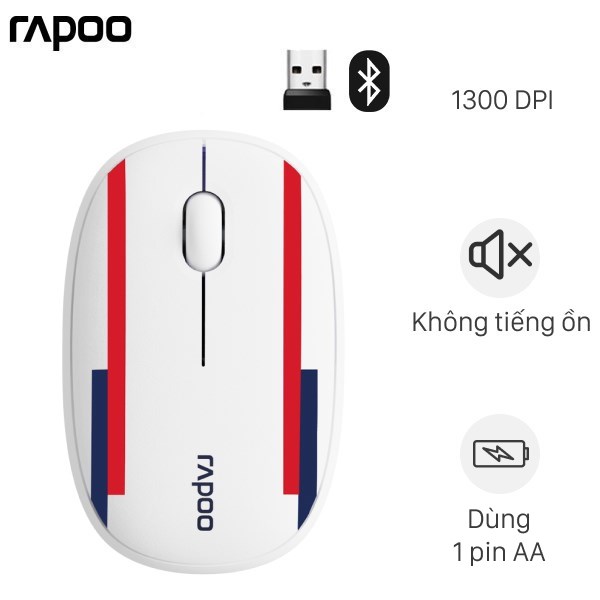 rapoo
1300 DPI
Không tiếng ồn
rapoo
Dùng
1 pin AA